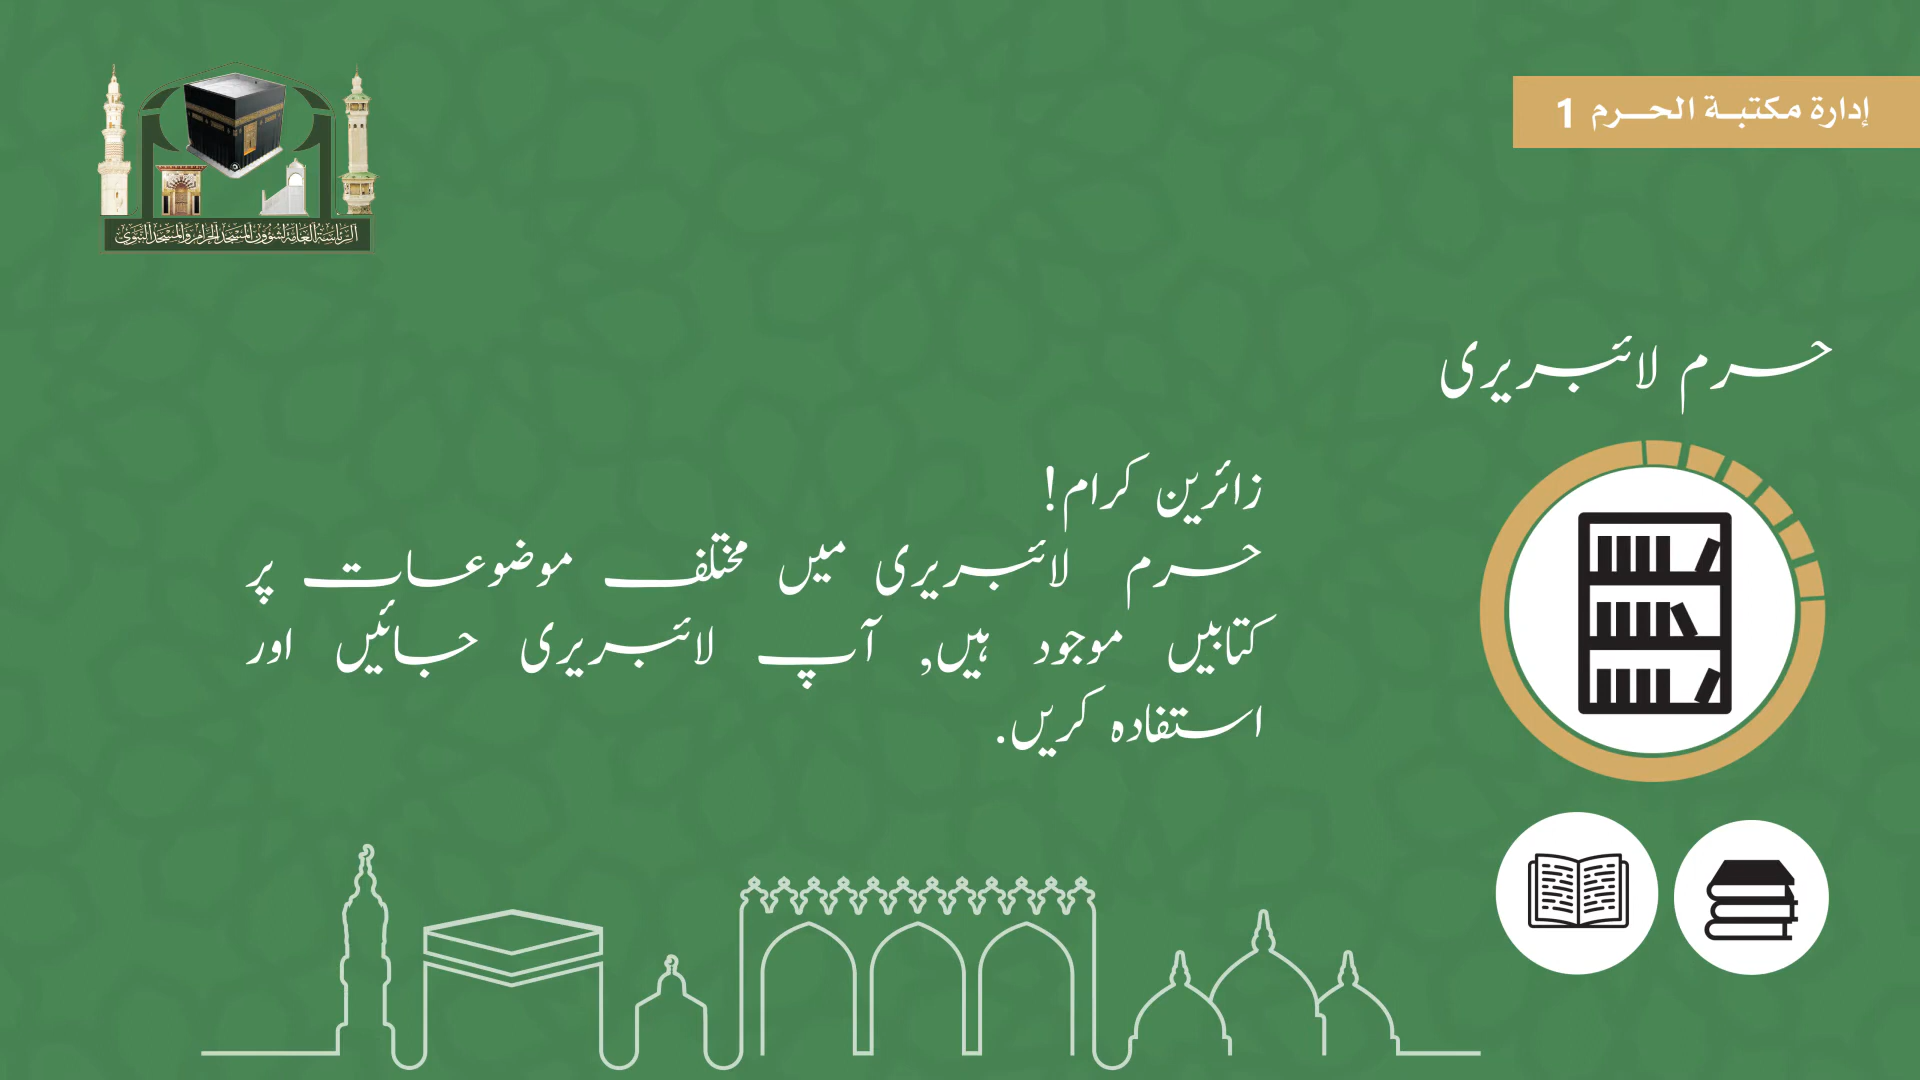 إدارة مكتبة الحرم 1
الرئاسة العامة لشؤون المسجد الحرام والمسجد النبوي
حرم لائبریری
زائرین کرام!
حرم لائبریری میں مختلف موضوعات پر
کتابیں موجود ہیں, آپ لائبریری جائیں اور
استفادہ کریں.